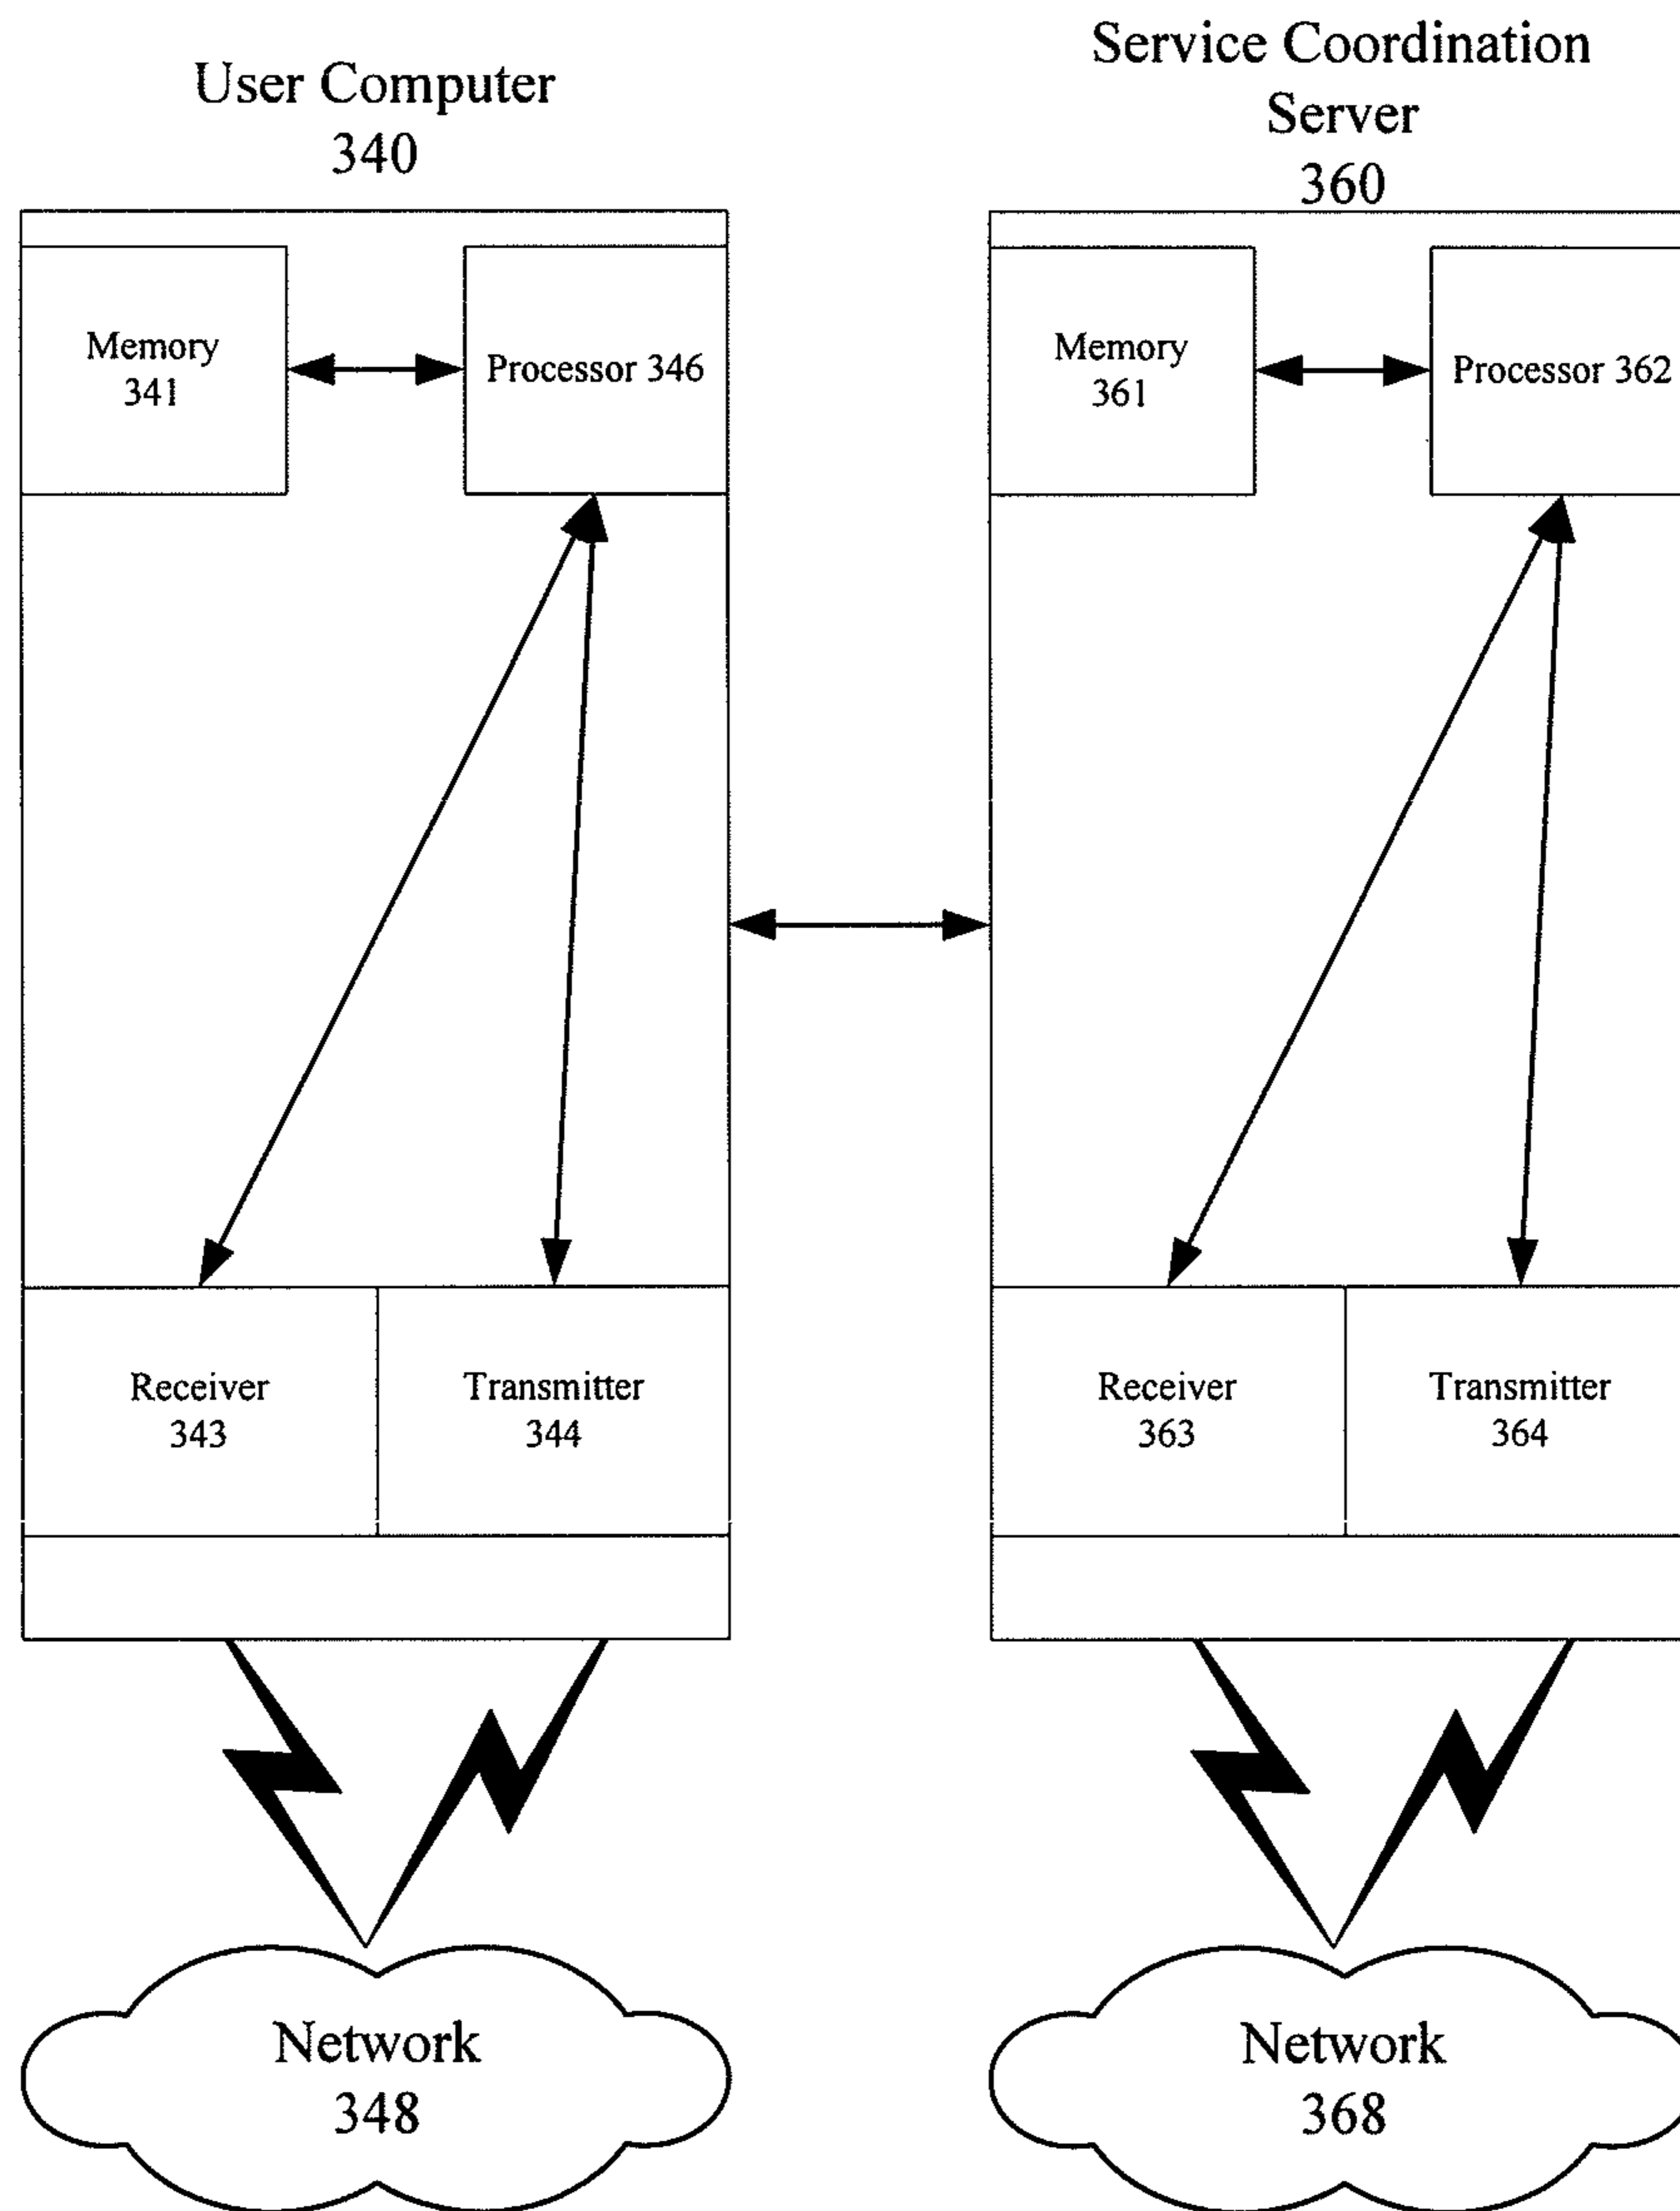 User Computer
340
Memory
341
Processor 346
Receiver
343
Transmitter
344
Network
348
Service Coordination
Server
360
Memory
361
Processor 362
Receiver
363
Transmitter
364
Network
368